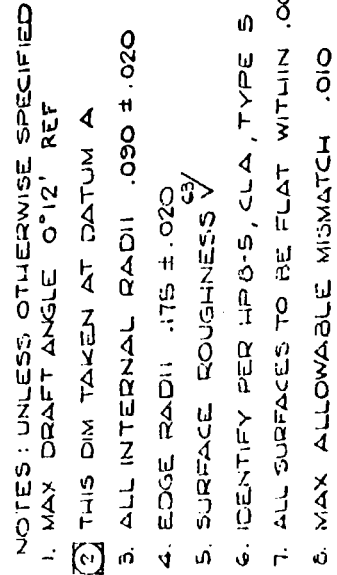 NOTES: UNLESS OTHERWISE SPECIFIED
1. MAX DRAFT ANGLE 0°12' REF
2 THIS DIM TAKEN AT DATUM A
3. ALL INTERNAL RADII .090 ± .020
4. EDGE RADII .175 ± .020
5. SURFACE ROUGHNESS 63√
6. IDENTIFY PER HP8-5, CLA, TYPE 5
7. ALL SURFACES TO BE FLAT WITHIN
8. MAX ALLOWABLE MISMATCH .010